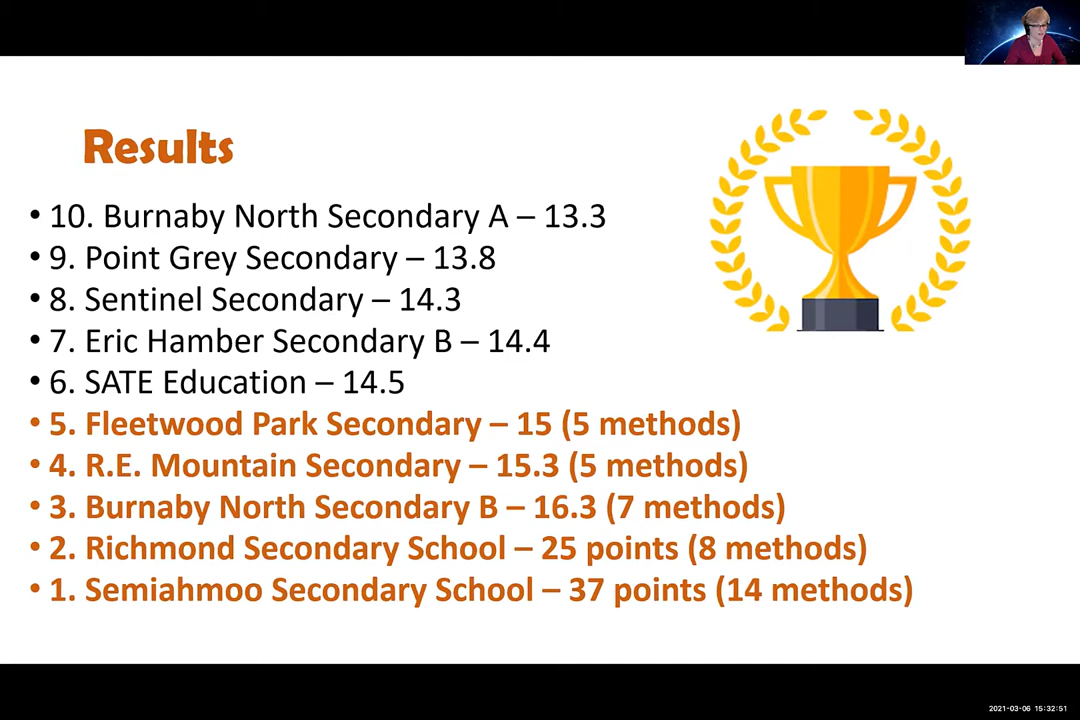 Results
• 10. Burnaby North Secondary A – 13.3
• 9. Point Grey Secondary – 13.8
• 8. Sentinel Secondary – 14.3
• 7. Eric Hamber Secondary B – 14.4
• 6. SATE Education – 14.5
• 5. Fleetwood Park Secondary – 15 (5 methods)
• 4. R.E. Mountain Secondary – 15.3 (5 methods)
• 3. Burnaby North Secondary B – 16.3 (7 methods)
• 2. Richmond Secondary School – 25 points (8 methods)
• 1. Semiahmoo Secondary School – 37 points (14 methods)
2021-03-06 15:32:51